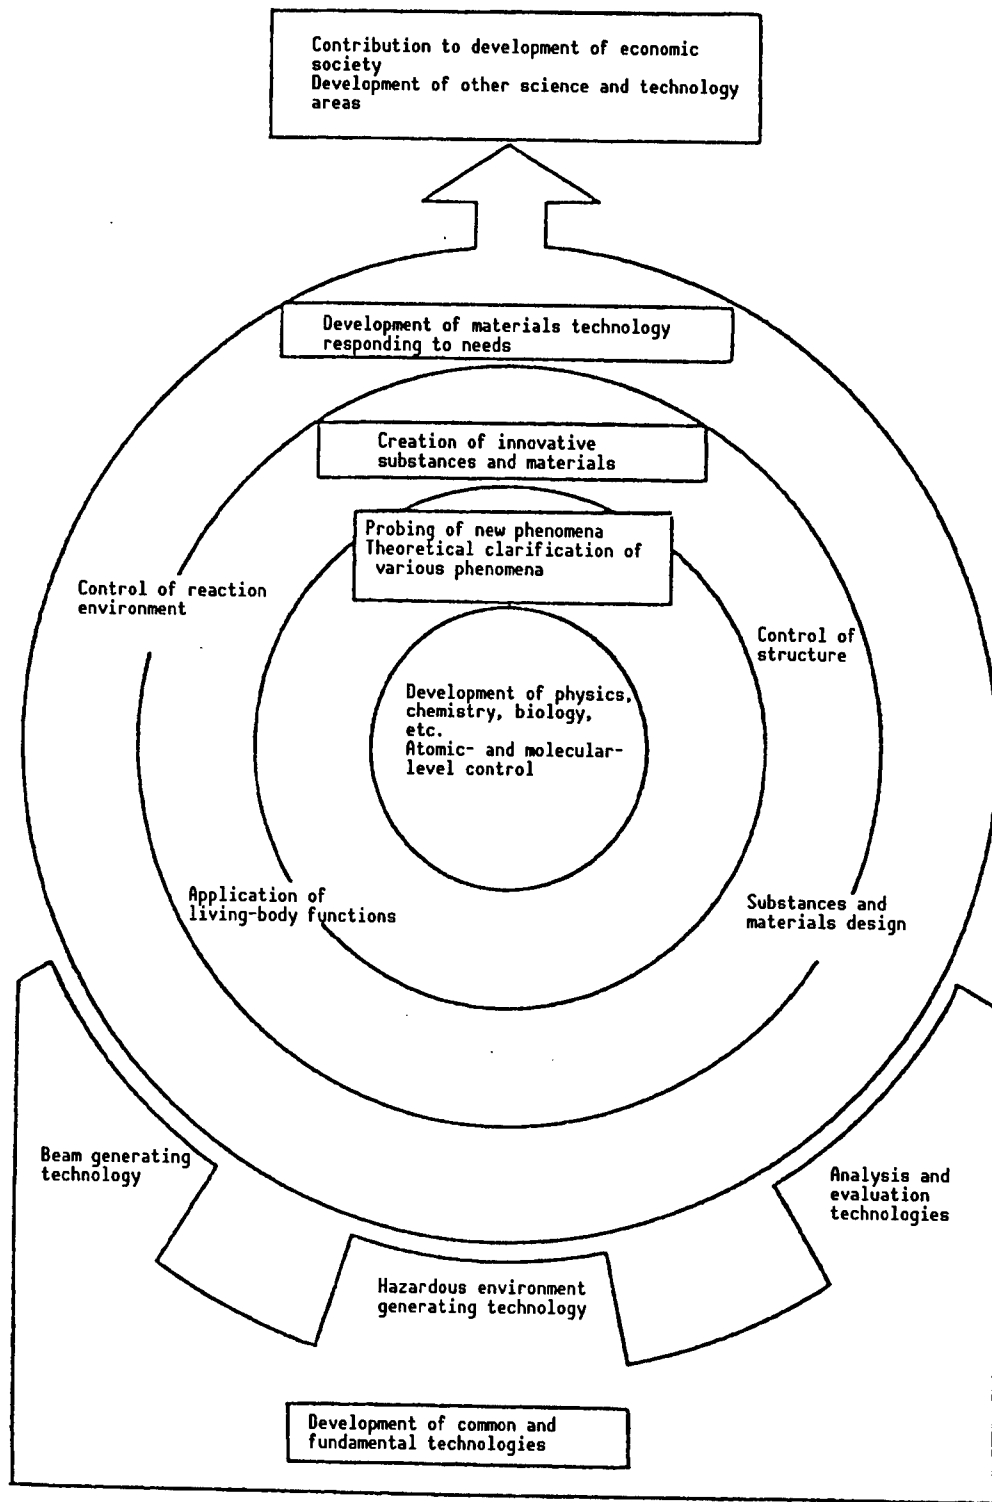 Contribution to development of economic
society
Development of other science and technology
areas
Development of materials technology
responding to needs
Creation of innovative
substances and materials
Probing of new phenomena
Theoretical clarification of
various phenomena
Control of reaction
environment
Control of
structure
Development of physics,
chemistry, biology,
etc.
Atomic- and molecular-
level control
Application of
living-body functions
Substances and
materials design
Beam generating
technology
Analysis and
evaluation
technologies
Hazardous environment
generating technology
Development of common and
fundamental technologies